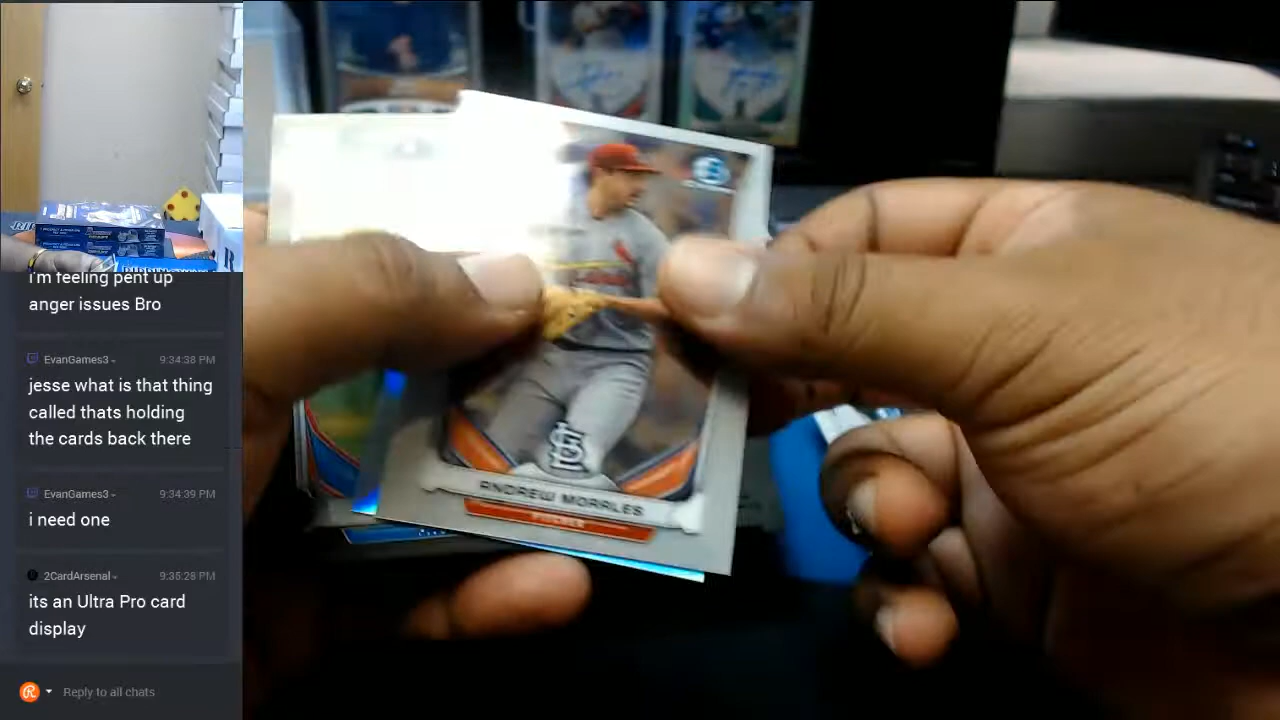 i'm feeling pent up
anger issues Bro
EvanGames3
9:34:38 PM
jesse what is that thing
called thats holding
the cards back there
EvanGames3
9:34:39 PM
i need one
2CardArsenal
9:35:28 PM
its an Ultra Pro card
display
Reply to all chats
ANDREW MORALES
PITCHER